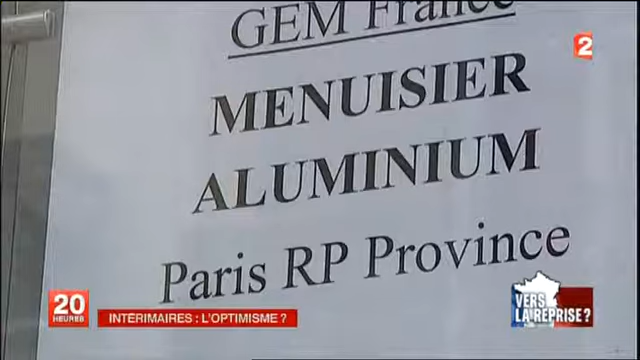 GEM France
MENUISIER
ALUMINIUM
Paris RP Province
2
20
HEURES
INTERIMAIRES : L'OPTIMISME ?
VERS
LA REPRISE ?